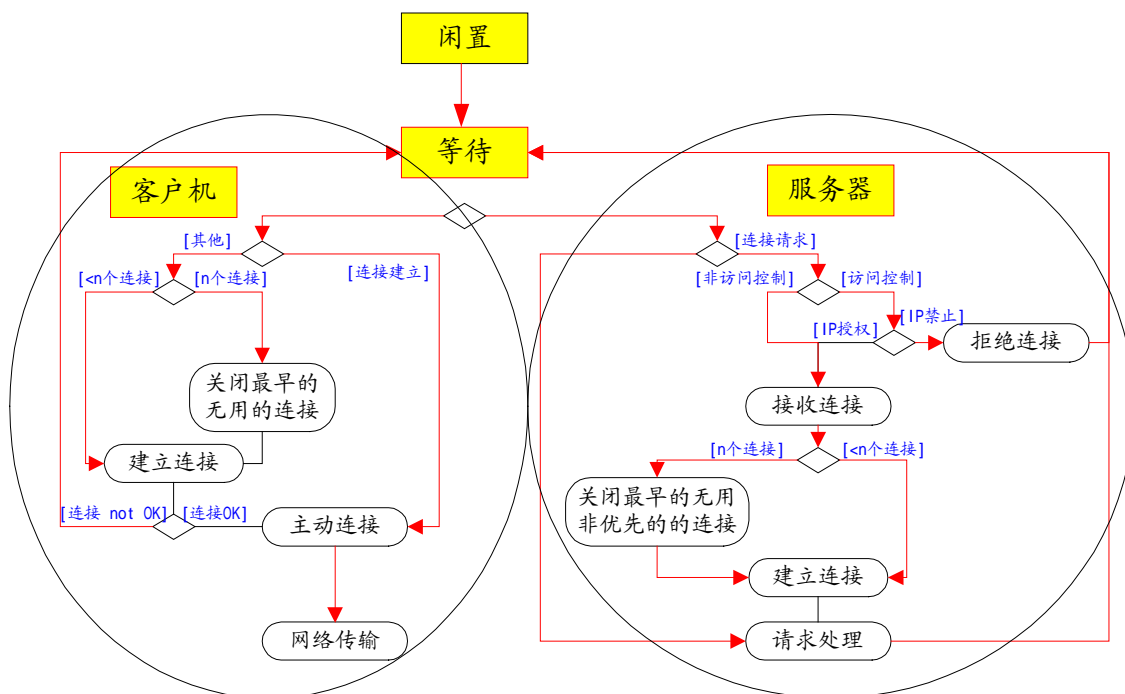 闲置
等待
客户机
服务器
[其他]
[连接请求]
[连接建立]
[<n个连接]
[n个连接]
[非访问控制]
[访问控制]
[IP授权]
[IP禁止]
拒绝连接
关闭最早的
无用的连接
接收连接
建立连接
[n个连接]
[<n个连接]
关闭最早的无用
非优先的的连接
[连接 not OK]
[连接OK]
主动连接
建立连接
网络传输
请求处理